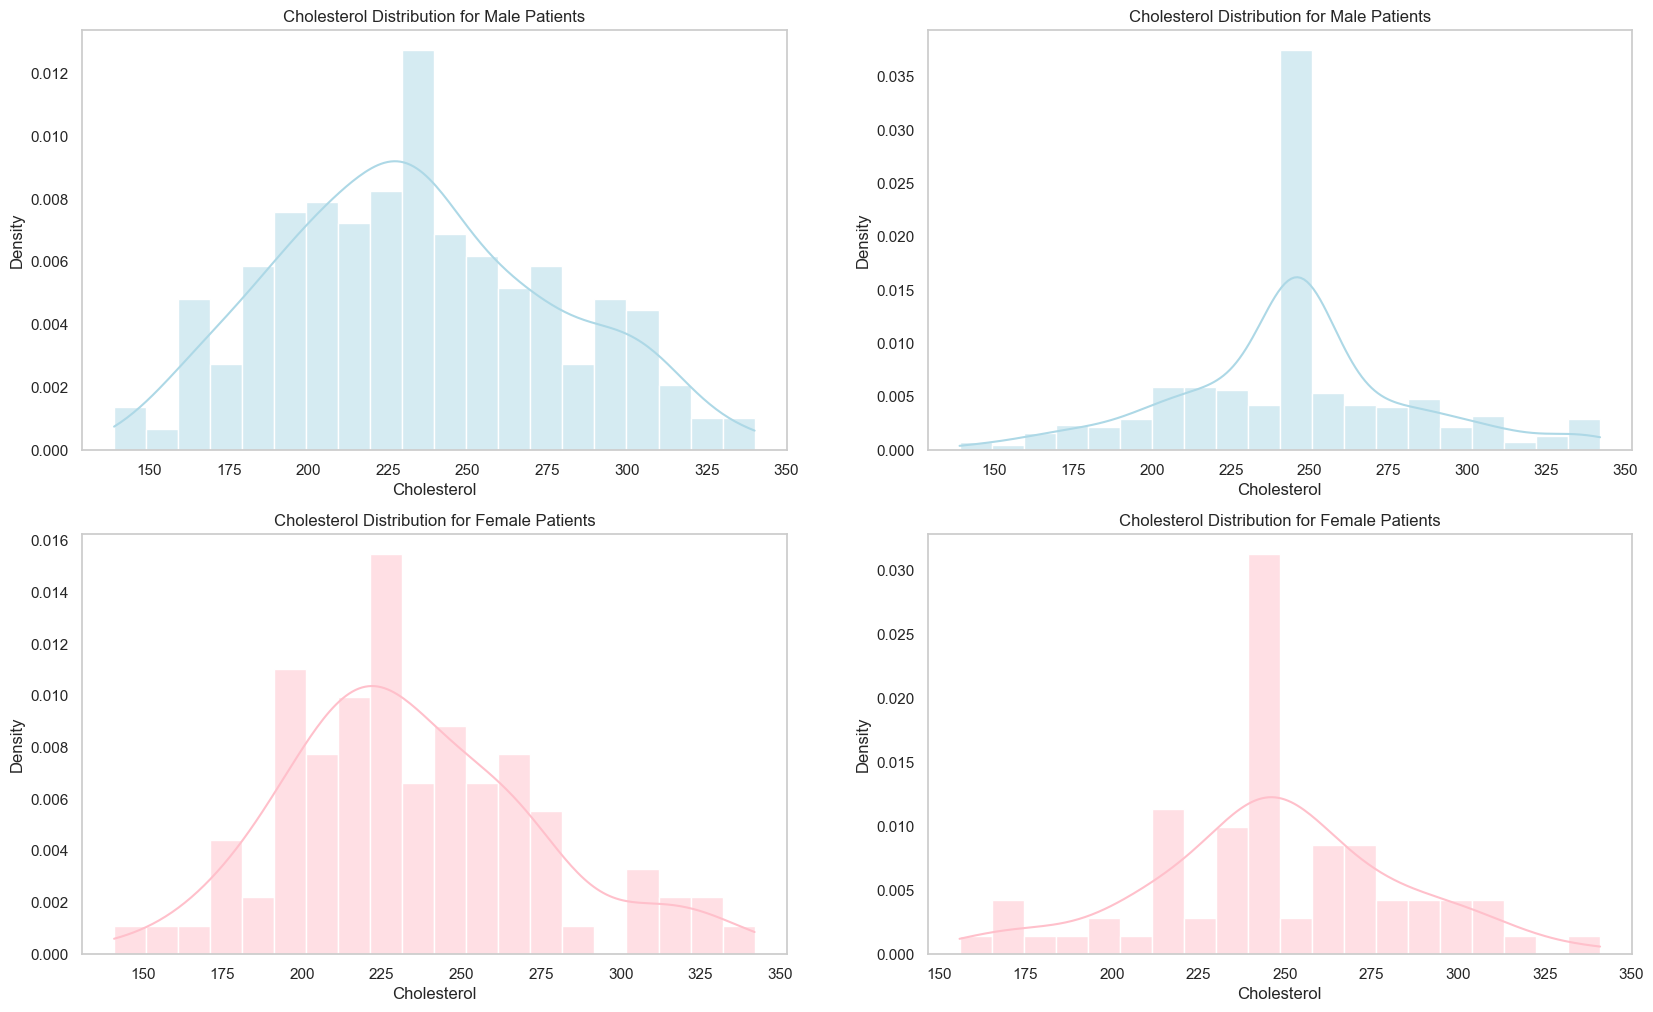 Cholesterol Distribution for Male Patients
0.012
0.010
0.008
0.006
0.004
0.002
0.000
Density
150 175 200 225 250 275 300 325 350
Cholesterol
Cholesterol Distribution for Male Patients
0.035
0.030
0.025
0.020
0.015
0.010
0.005
0.000
Density
150 175 200 225 250 275 300 325 350
Cholesterol
Cholesterol Distribution for Female Patients
0.016
0.014
0.012
0.010
0.008
0.006
0.004
0.002
0.000
Density
150 175 200 225 250 275 300 325 350
Cholesterol
Cholesterol Distribution for Female Patients
0.030
0.025
0.020
0.015
0.010
0.005
0.000
Density
150 175 200 225 250 275 300 325 350
Cholesterol